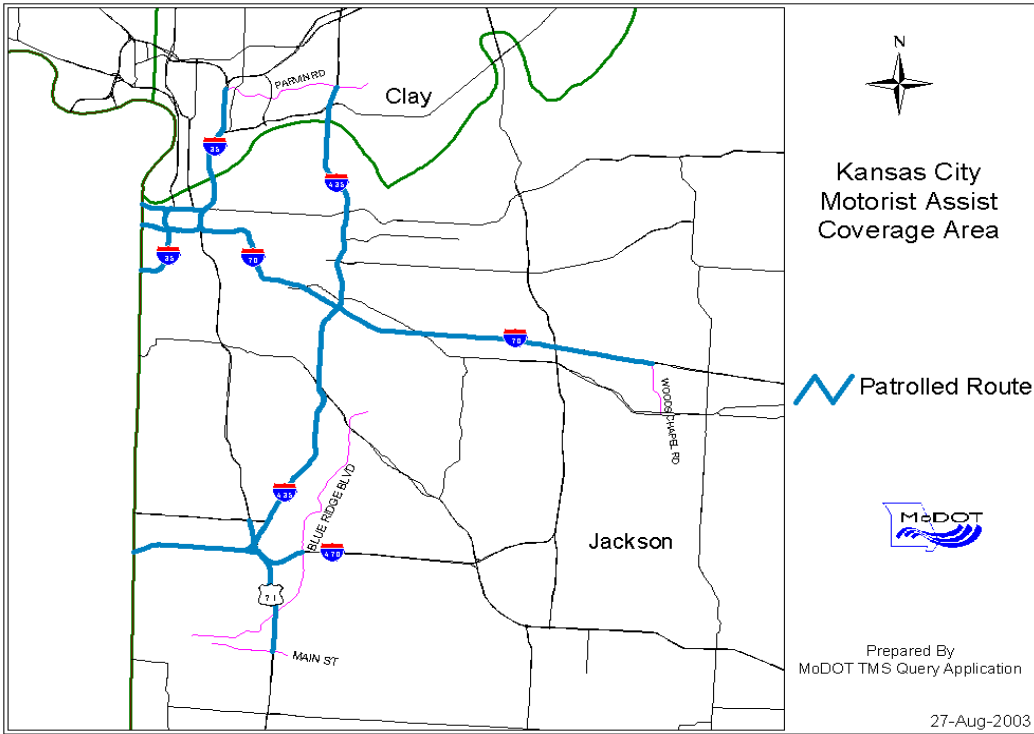 N
Kansas City
Motorist Assist
Coverage Area
Patrolled Route
MoDOT
Prepared By
MoDOT TMS Query Application
27-Aug-2003
PARVIN RD
Clay
35
435
35
70
70
WOODS CHAPEL RD
435
BLUE RIDGE BLVD
470
Jackson
71
MAIN ST